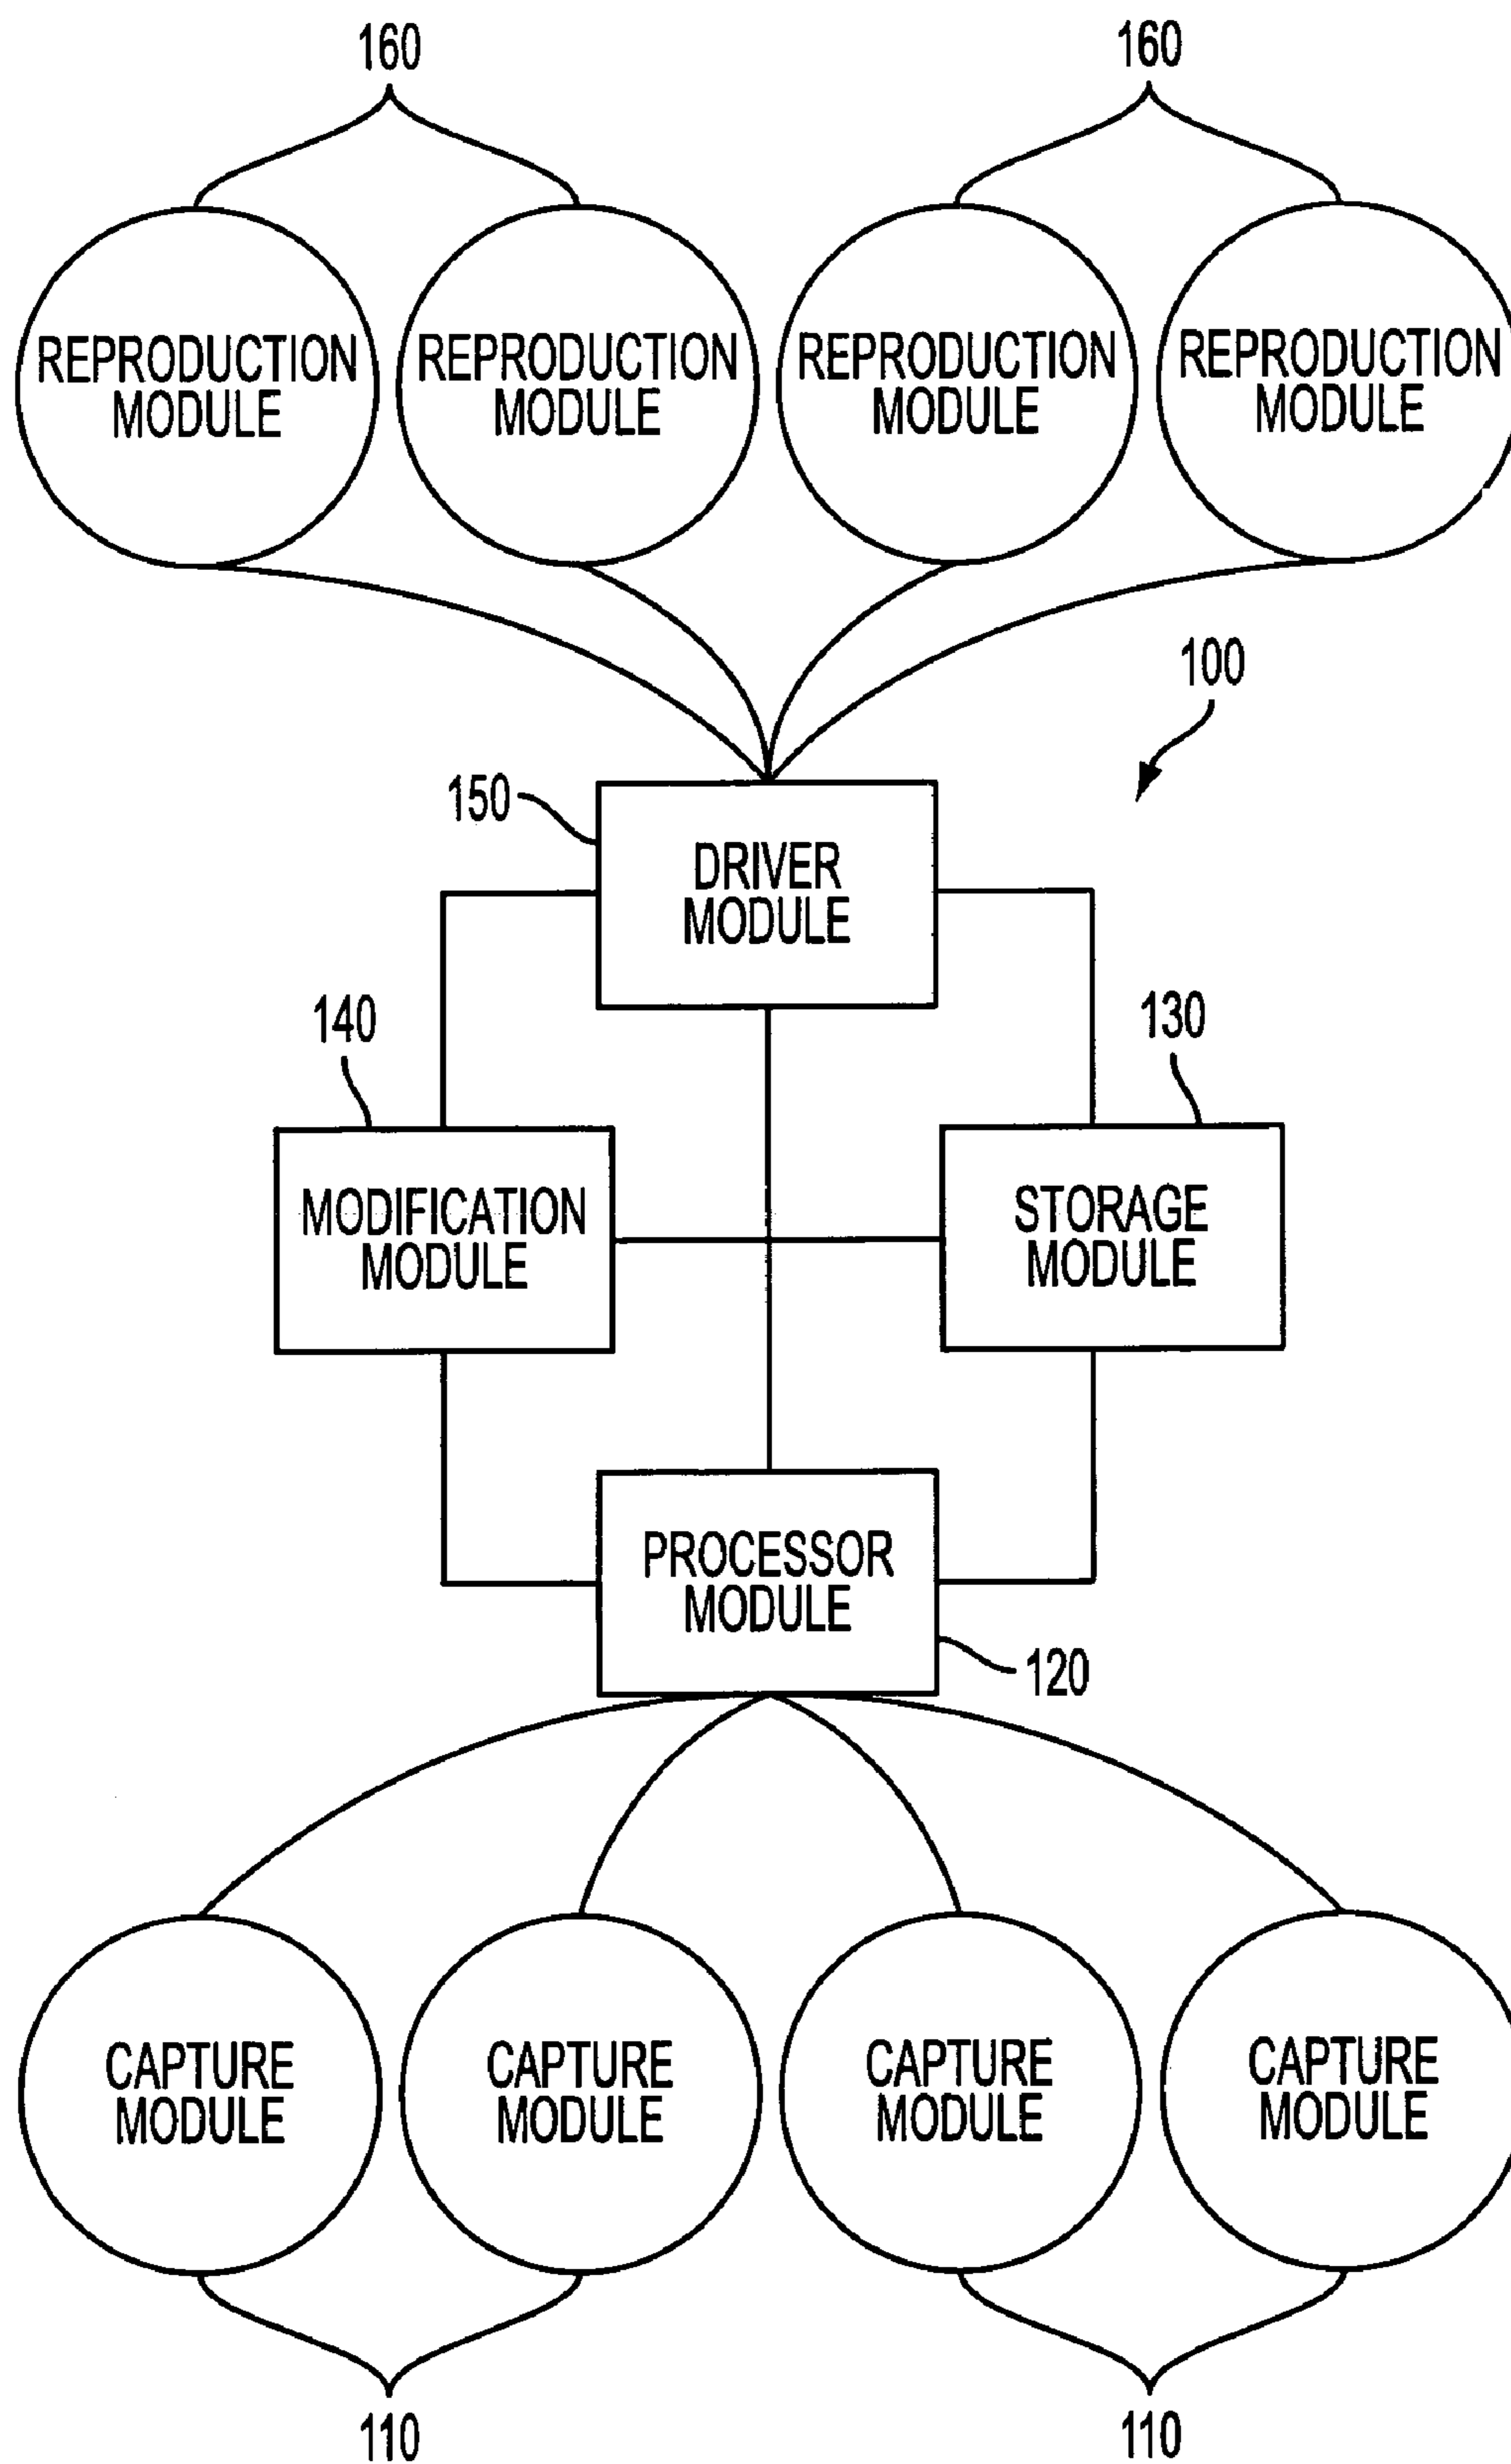 160
160
REPRODUCTION
MODULE
REPRODUCTION
MODULE
REPRODUCTION
MODULE
REPRODUCTION
MODULE
100
150
DRIVER
MODULE
140
130
MODIFICATION
MODULE
STORAGE
MODULE
PROCESSOR
MODULE
120
CAPTURE
MODULE
CAPTURE
MODULE
CAPTURE
MODULE
CAPTURE
MODULE
110
110